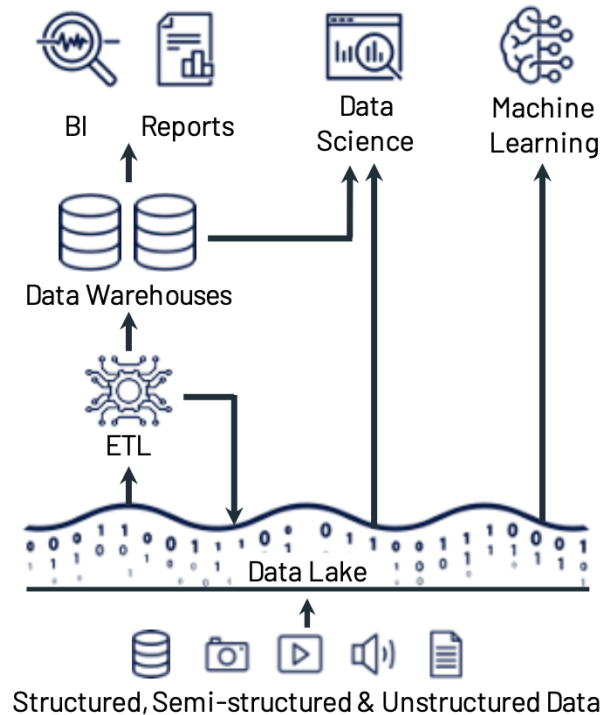 BI
Reports
Data
Science
Machine
Learning
Data Warehouses
ETL
Data Lake
Structured, Semi-structured & Unstructured Data